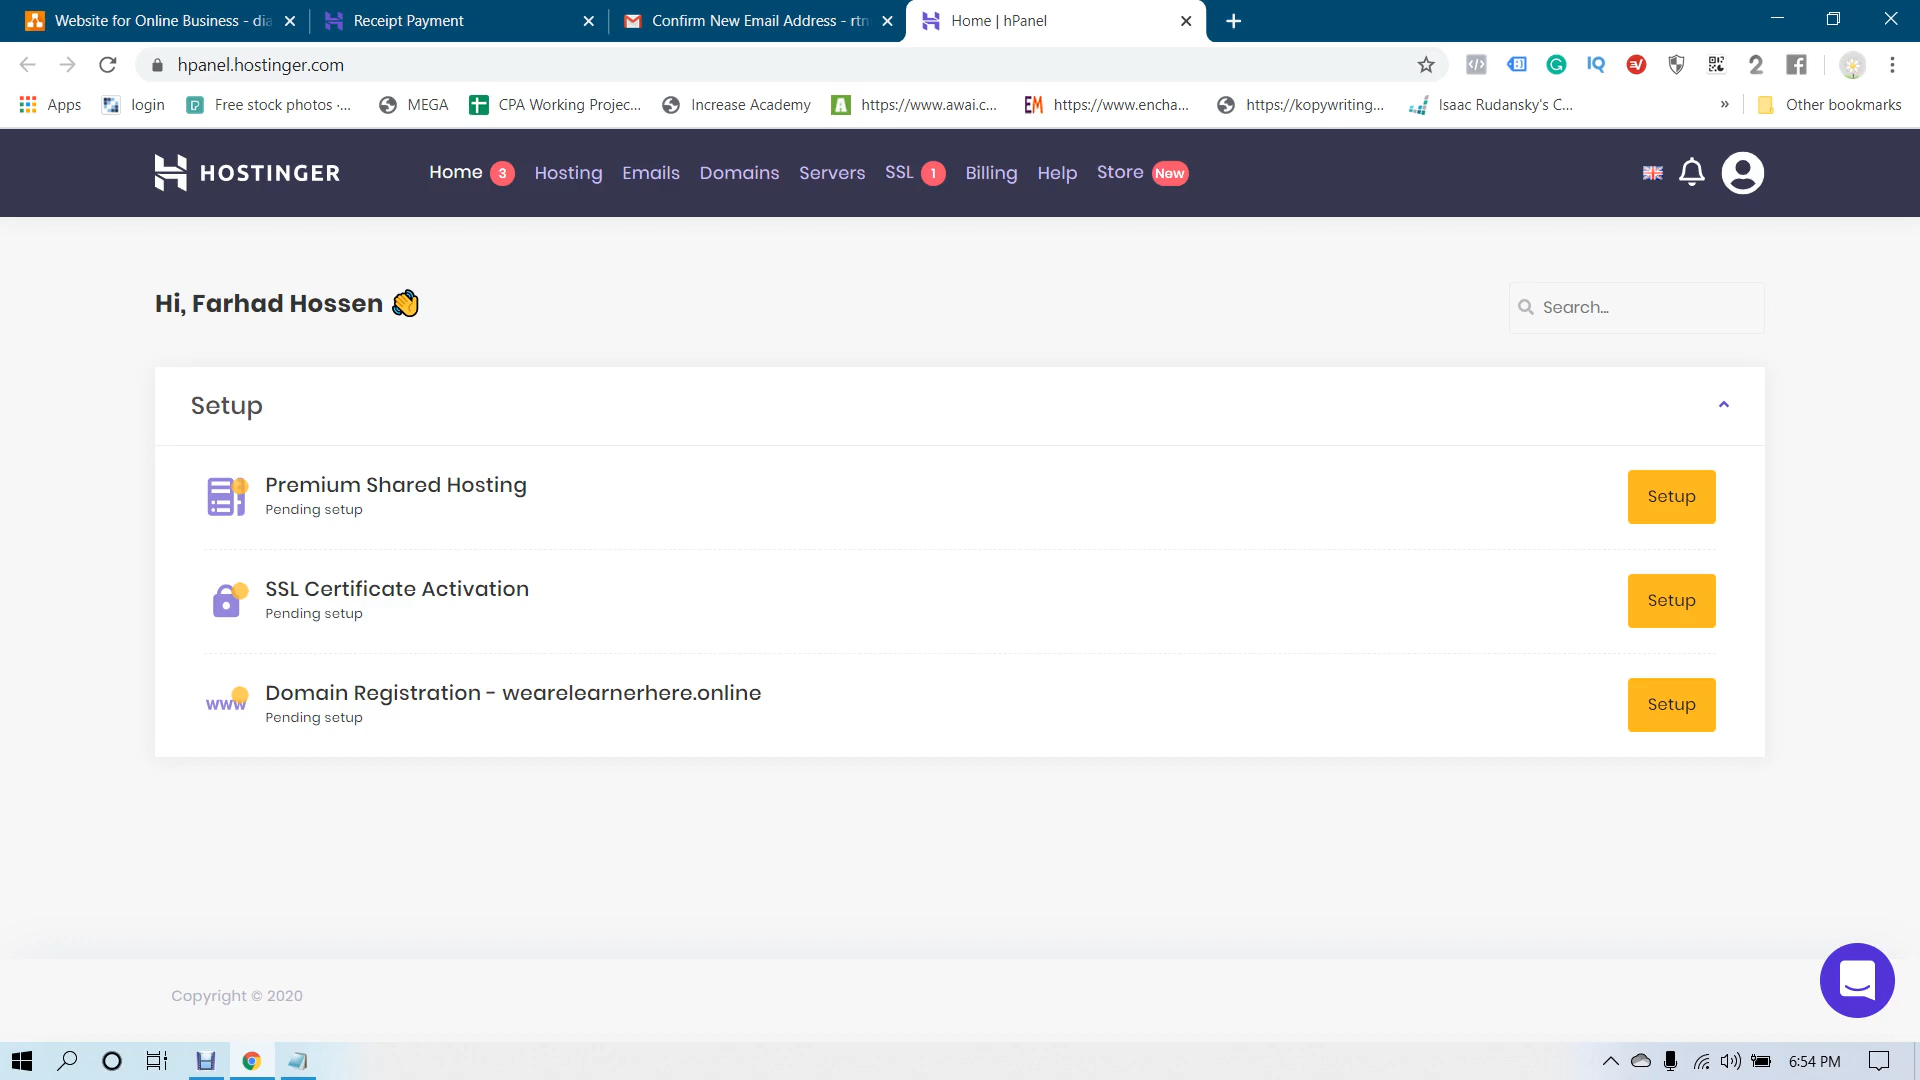 Website for Online Business - dia
Receipt Payment
Confirm New Email Address - rtn
Home | hPanel
hpanel.hostinger.com
Apps
login
Free stock photos ·...
MEGA
CPA Working Projec...
Increase Academy
https://www.awai.c...
https://www.encha...
https://kopywriting...
Isaac Rudansky's C...
»
Other bookmarks
HOSTINGER
Home 3
Hosting
Emails
Domains
Servers
SSL 1
Billing
Help
Store New
Hi, Farhad Hossen 👏
Search...
Setup
Premium Shared Hosting
Pending setup
Setup
SSL Certificate Activation
Pending setup
Setup
www
Domain Registration - wearelearnerhere.online
Pending setup
Setup
Copyright © 2020
6:54 PM